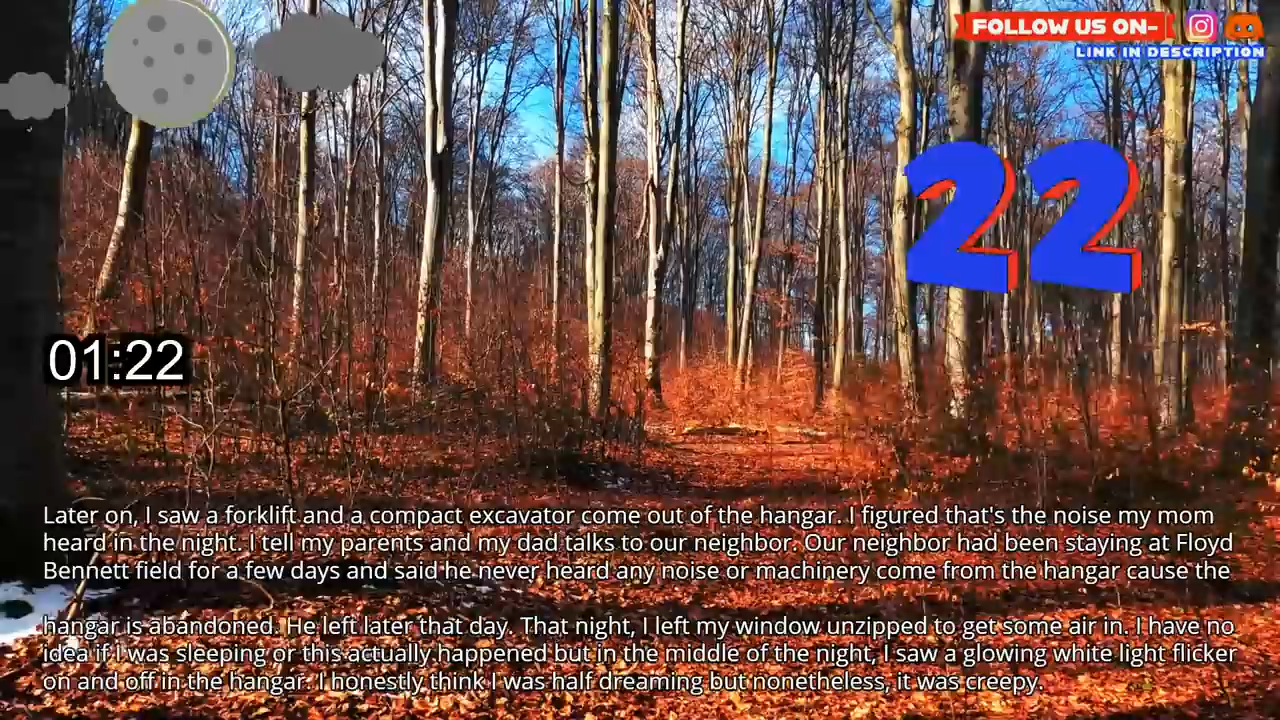 FOLLOW US ON-
LINK IN DESCRIPTION
22
01:22
Later on, I saw a forklift and a compact excavator come out of the hangar. I figured that's the noise my mom
heard in the night. I tell my parents and my dad talks to our neighbor. Our neighbor had been staying at Floyd
Bennett field for a few days and said he never heard any noise or machinery come from the hangar cause the
hangar is abandoned. He left later that day. That night, I left my window unzipped to get some air in. I have no
idea if I was sleeping or this actually happened but in the middle of the night, I saw a glowing white light flicker
on and off in the hangar. I honestly think I was half dreaming but nonetheless, it was creepy.